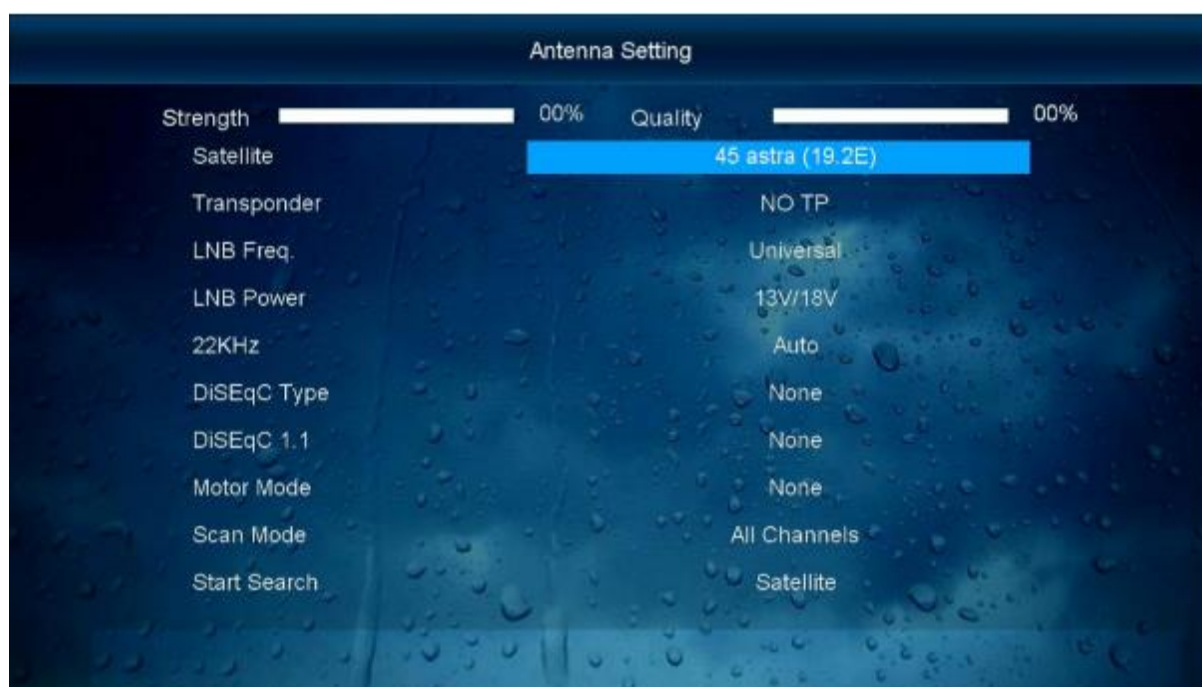 Antenna Setting
Strength 00% Quality 00%
Satellite 45 astra (19.2E)
Transponder NO TP
LNB Freq. Universal
LNB Power 13V/18V
22KHz Auto
DiSEqC Type None
DiSEqC 1.1 None
Motor Mode None
Scan Mode All Channels
Start Search Satellite